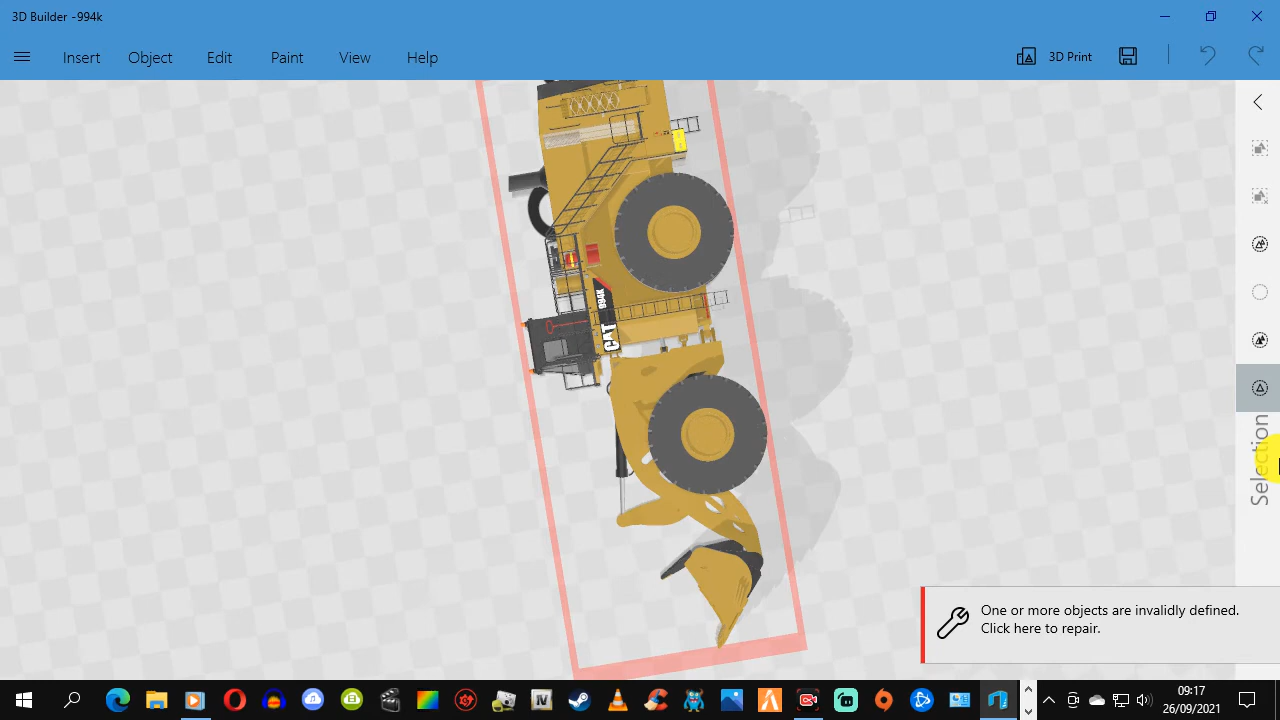 3D Builder -994k
Insert Object Edit Paint View Help
3D Print
994K
CAT
Selection
One or more objects are invalidly defined.
Click here to repair.
09:17
26/09/2021